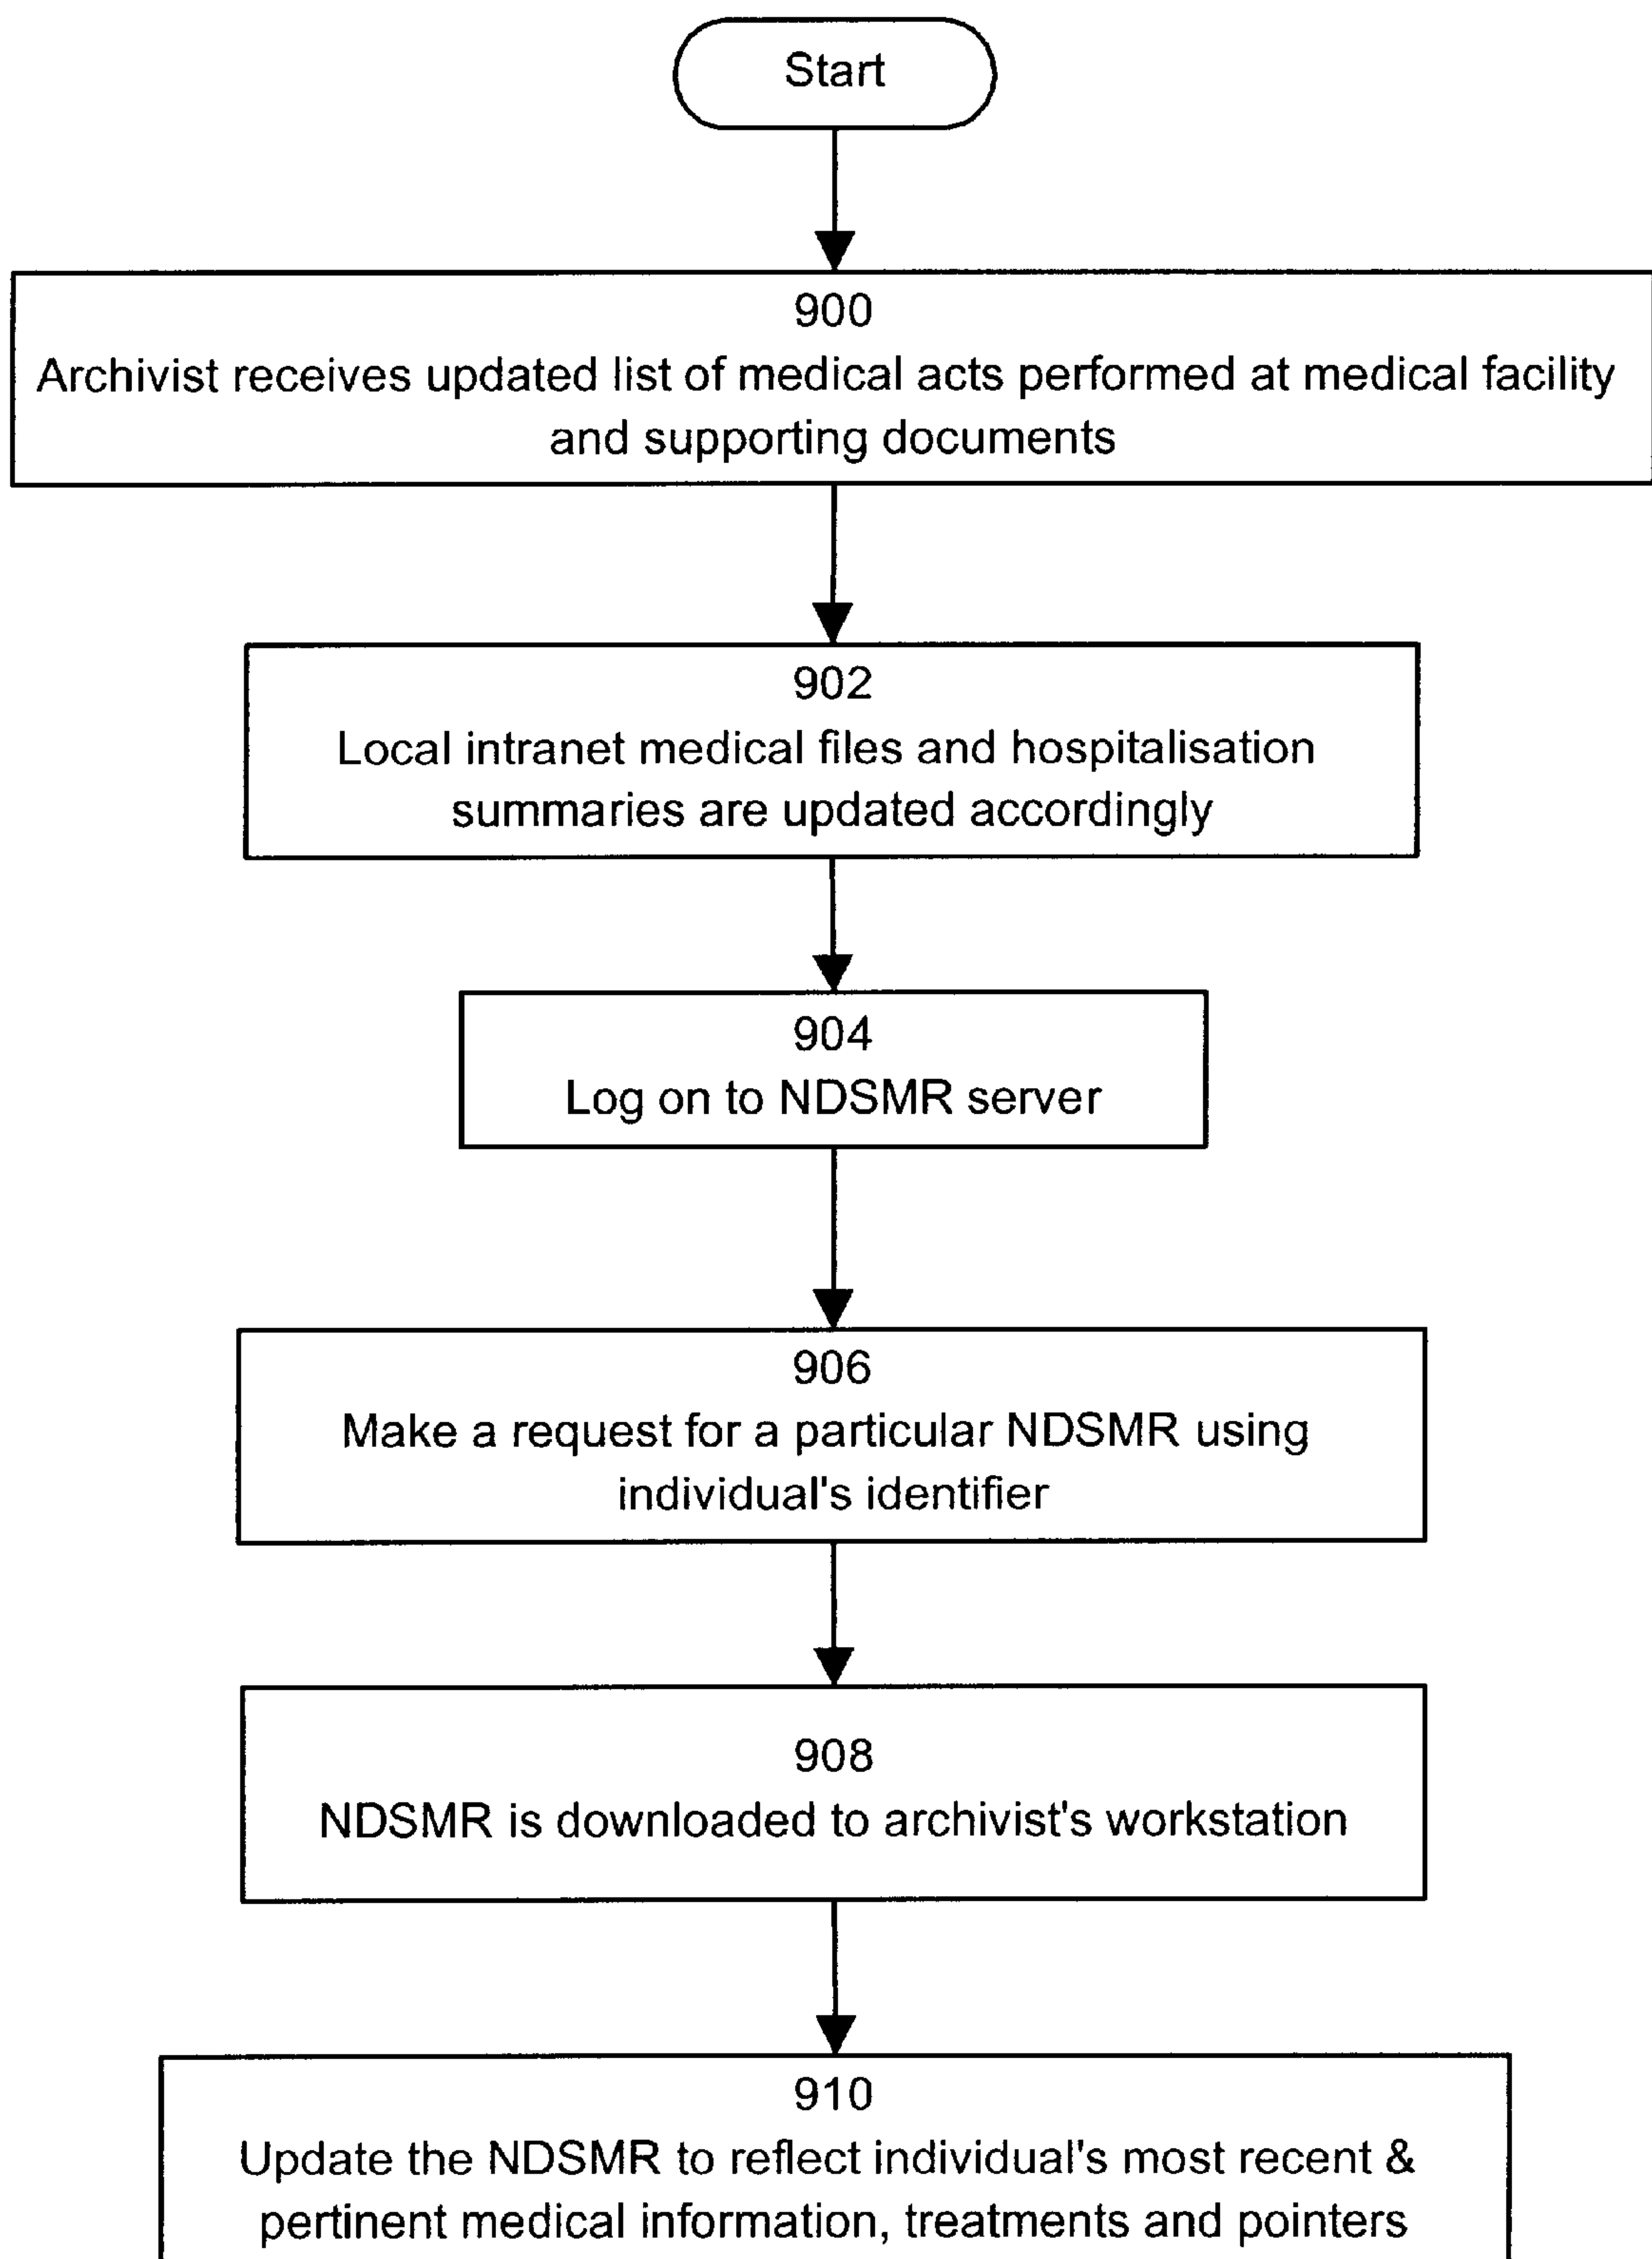 Start
900
Archivist receives updated list of medical acts performed at medical facility
and supporting documents
902
Local intranet medical files and hospitalisation
summaries are updated accordingly
904
Log on to NDSMR server
906
Make a request for a particular NDSMR using
individual's identifier
908
NDSMR is downloaded to archivist's workstation
910
Update the NDSMR to reflect individual's most recent &
pertinent medical information, treatments and pointers